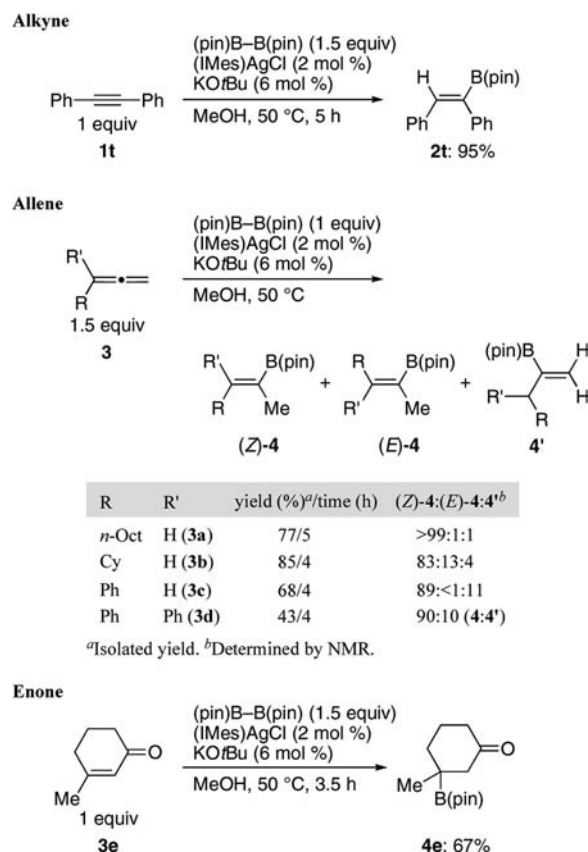 Alkyne
(pin)B–B(pin) (1.5 equiv)
(IMes)AgCl (2 mol %)
KOtBu (6 mol %)
MeOH, 50 °C, 5 h
Ph
Ph
1 equiv
1t
H
B(pin)
Ph
Ph
2t: 95%
Allene
(pin)B–B(pin) (1 equiv)
(IMes)AgCl (2 mol %)
KOtBu (6 mol %)
MeOH, 50 °C
R'
R
1.5 equiv
3
R'
B(pin)
R
Me
(Z)-4
+
R
B(pin)
R'
Me
(E)-4
+
(pin)B
H
H
R'
R
4'
R R' yield (%)ᵃ/time (h) (Z)-4:(E)-4:4'ᵇ
n-Oct H (3a) 77/5 >99:1:1
Cy H (3b) 85/4 83:13:4
Ph H (3c) 68/4 89:<1:11
Ph Ph (3d) 43/4 90:10 (4:4')
ᵃIsolated yield. ᵇDetermined by NMR.
Enone
(pin)B–B(pin) (1.5 equiv)
(IMes)AgCl (2 mol %)
KOtBu (6 mol %)
MeOH, 50 °C, 3.5 h
O
Me
1 equiv
3e
O
Me
B(pin)
4e: 67%